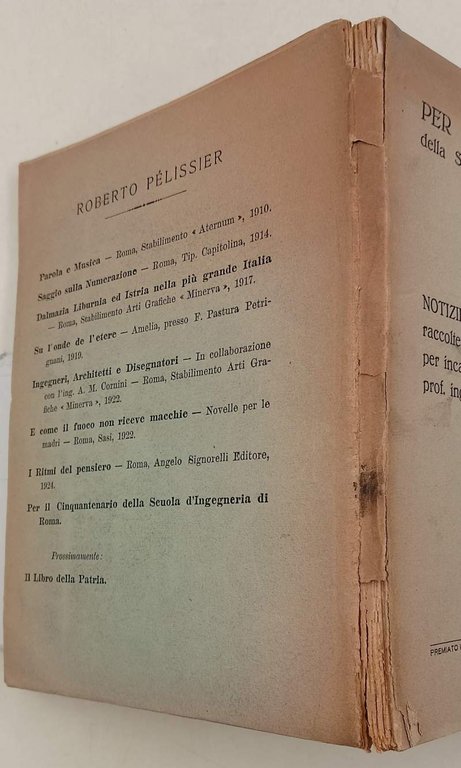 ROBERTO PÉLISSIER
Parola e Musica — Roma, Stabilimento « Aternum », 1910.
Saggio sulla Numerazione — Roma, Tip. Capitolina, 1914.
Dalmazia Liburnia ed Istria nella più grande Italia
— Roma, Stabilimento Arti Grafiche « Minerva », 1917.
Su l'onde de l'etere — Amelia, presso F. Pastura Petri-
gnani, 1919.
Ingegneri, Architetti e Disegnatori — In collaborazione
con l'ing. A. M. Cornini — Roma, Stabilimento Arti Gra-
fiche « Minerva », 1922.
E come il fuoco non riceve macchie — Novelle per le
madri — Roma, Sasi, 1922.
I Ritmi del pensiero — Roma, Angelo Signorelli Editore,
1924.
Per il Cinquantenario della Scuola d'Ingegneria di
Roma.
Prossimamente:
Il Libro della Patria.
PER
della S
NOTIZI
raccolte
per inca
prof. ing
PREMIATO